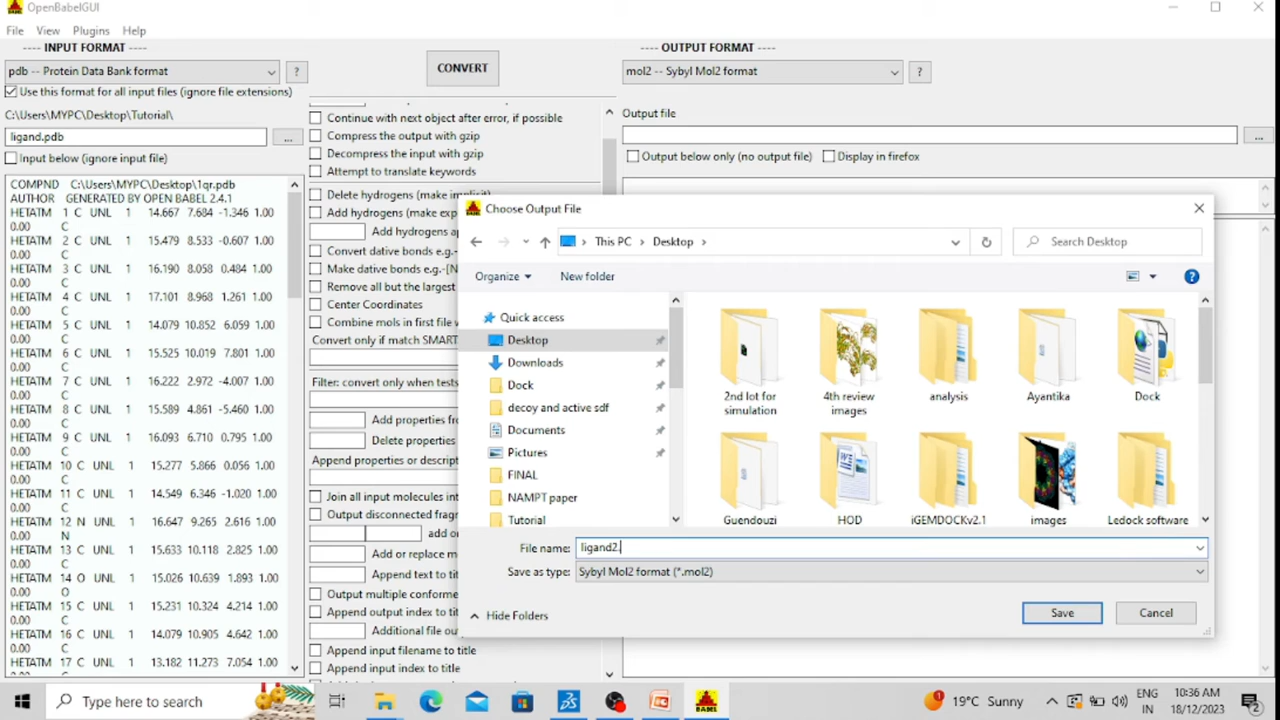 OpenBabelGUI
File View Plugins Help
---- INPUT FORMAT ----
pdb -- Protein Data Bank format
?
Use this format for all input files (ignore file extensions)
C:\Users\MYPC\Desktop\Tutorial\
ligand.pdb
...
Input below (ignore input file)
COMPND C:\Users\MYPC\Desktop\1qr.pdb
AUTHOR GENERATED BY OPEN BABEL 2.4.1
HETATM 1 C UNL 1 14.667 7.684 -1.346 1.00
0.00 C
HETATM 2 C UNL 1 15.479 8.533 -0.607 1.00
0.00 C
HETATM 3 C UNL 1 16.190 8.058 0.484 1.00
0.00 C
HETATM 4 C UNL 1 17.101 8.968 1.261 1.00
0.00 C
HETATM 5 C UNL 1 14.079 10.852 6.059 1.00
0.00 C
HETATM 6 C UNL 1 15.525 10.019 7.801 1.00
0.00 C
HETATM 7 C UNL 1 16.222 2.972 -4.007 1.00
0.00 C
HETATM 8 C UNL 1 15.589 4.861 -5.460 1.00
0.00 C
HETATM 9 C UNL 1 16.093 6.710 0.795 1.00
0.00 C
HETATM 10 C UNL 1 15.277 5.866 0.056 1.00
0.00 C
HETATM 11 C UNL 1 14.549 6.346 -1.020 1.00
0.00 C
HETATM 12 N UNL 1 16.647 9.265 2.616 1.00
0.00 N
HETATM 13 C UNL 1 15.633 10.118 2.825 1.00
0.00 C
HETATM 14 O UNL 1 15.026 10.639 1.893 1.00
0.00 O
HETATM 15 C UNL 1 15.231 10.324 4.214 1.00
0.00 C
HETATM 16 C UNL 1 14.079 10.905 4.642 1.00
0.00 C
HETATM 17 C UNL 1 13.182 11.273 7.054 1.00
CONVERT
Continue with next object after error, if possible
Compress the output with gzip
Decompress the input with gzip
Attempt to translate keywords
Delete hydrogens (make implicit)
Add hydrogens (make exp
Add hydrogens ap
Convert dative bonds e.g.-
Make dative bonds e.g.-[N
Remove all but the largest
Center Coordinates
Combine mols in first file w
Convert only if match SMART
Filter: convert only when tests
Add properties fro
Delete properties
Append properties or descript
Join all input molecules int
Output disconnected fragr
add or
Add or replace m
Append text to titl
Output multiple conforme
Append output index to titl
Additional file ou
Append input filename to title
Append input index to title
---- OUTPUT FORMAT ----
mol2 -- Sybyl Mol2 format
?
Output file
...
Output below only (no output file) Display in firefox
Choose Output File
This PC Desktop
Search Desktop
Organize New folder
?
Quick access
Desktop
Downloads
Dock
decoy and active sdf
Documents
Pictures
FINAL
NAMPT paper
Tutorial
2nd lot for simulation
4th review images
analysis
Ayantika
Dock
Guendouzi
HOD
iGEMDOCKv2.1
images
Ledock software
File name: ligand2.
Save as type: Sybyl Mol2 format (*.mol2)
Hide Folders
Save
Cancel
Type here to search
BABEL
19°C Sunny
ENG
IN
10:36 AM
18/12/2023
2